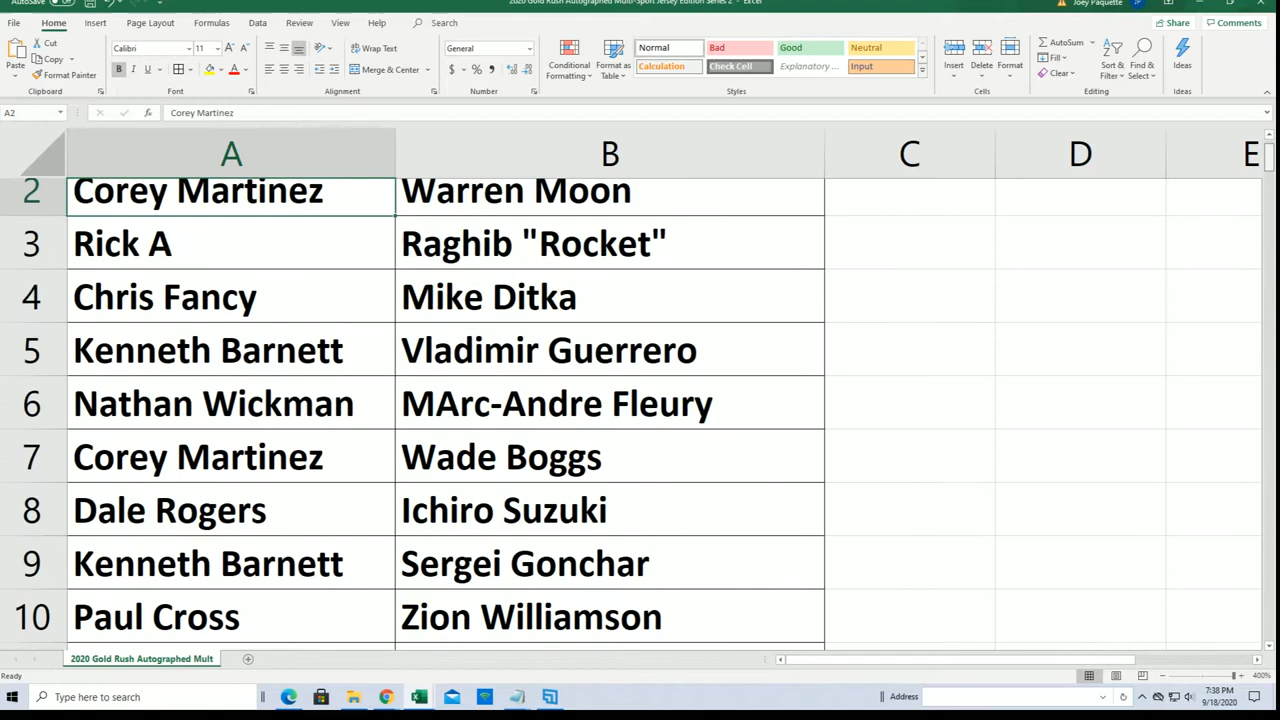 AutoSave Off 2020 Gold Rush Autographed Multi-Sport Jersey Edition Series 2 - Excel Joey Paquette JP
File Home Insert Page Layout Formulas Data Review View Help Search Share Comments
Paste Cut Copy Format Painter Clipboard
Calibri 11 B I U Font
Wrap Text Merge & Center Alignment
General $ % , Number
Conditional Formatting Format as Table
Normal Bad Good Neutral
Calculation Check Cell Explanatory ... Input
Styles
Insert Delete Format Cells
AutoSum Fill Clear Sort & Filter Find & Select Editing
Ideas Ideas
A2 fx Corey Martinez
A B C D E
2 Corey Martinez Warren Moon
3 Rick A Raghib "Rocket"
4 Chris Fancy Mike Ditka
5 Kenneth Barnett Vladimir Guerrero
6 Nathan Wickman MArc-Andre Fleury
7 Corey Martinez Wade Boggs
8 Dale Rogers Ichiro Suzuki
9 Kenneth Barnett Sergei Gonchar
10 Paul Cross Zion Williamson
2020 Gold Rush Autographed Mult
Ready 400%
Type here to search Address 7:38 PM
9/18/2020